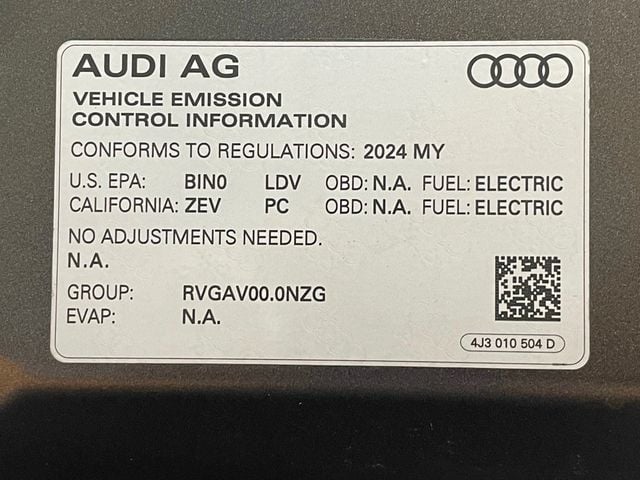 AUDI AG
VEHICLE EMISSION
CONTROL INFORMATION
CONFORMS TO REGULATIONS: 2024 MY
U.S. EPA: BIN0 LDV OBD: N.A. FUEL: ELECTRIC
CALIFORNIA: ZEV PC OBD: N.A. FUEL: ELECTRIC
NO ADJUSTMENTS NEEDED.
N.A.
GROUP: RVGAV00.0NZG
EVAP: N.A.
4J3 010 504 D